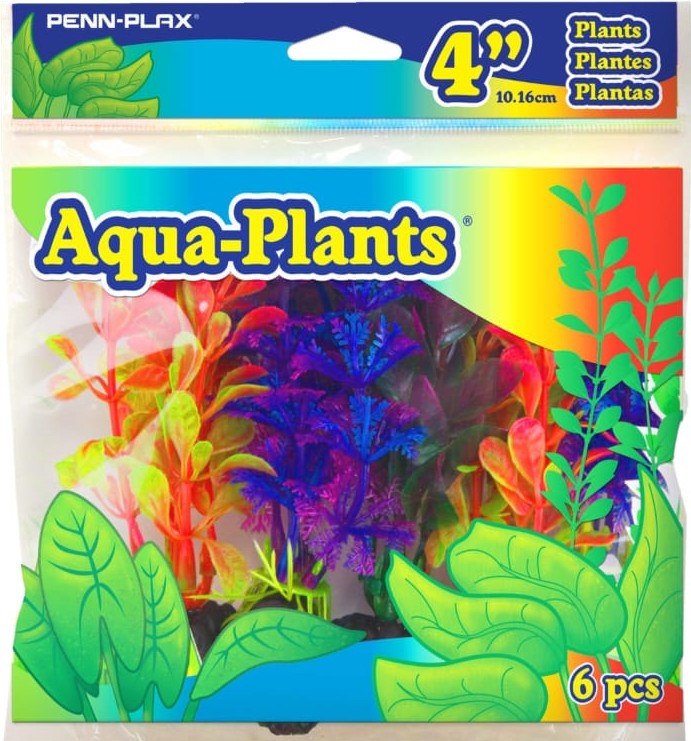 PENN-PLAX®
4”
10.16cm
Plants
Plantes
Plantas
Aqua-Plants®
6 pcs